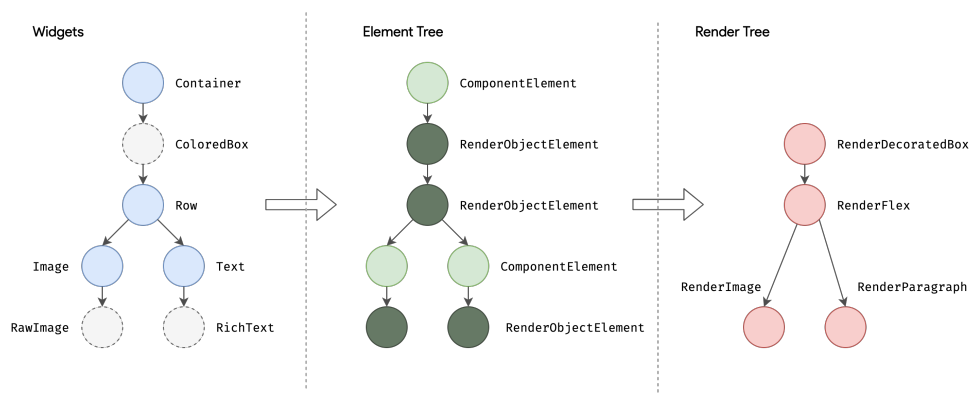 Widgets
Element Tree
Render Tree
Container
ComponentElement
ColoredBox
RenderObjectElement
RenderDecoratedBox
Row
RenderObjectElement
RenderFlex
Image
Text
ComponentElement
RenderImage
RenderParagraph
RawImage
RichText
RenderObjectElement